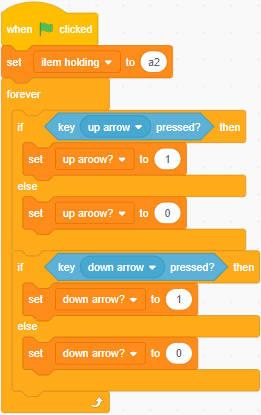 when clicked
set item holding to a2
forever
if key up arrow pressed? then
set up aroow? to 1
else
set up aroow? to 0
if key down arrow pressed? then
set down arrow? to 1
else
set down arrow? to 0